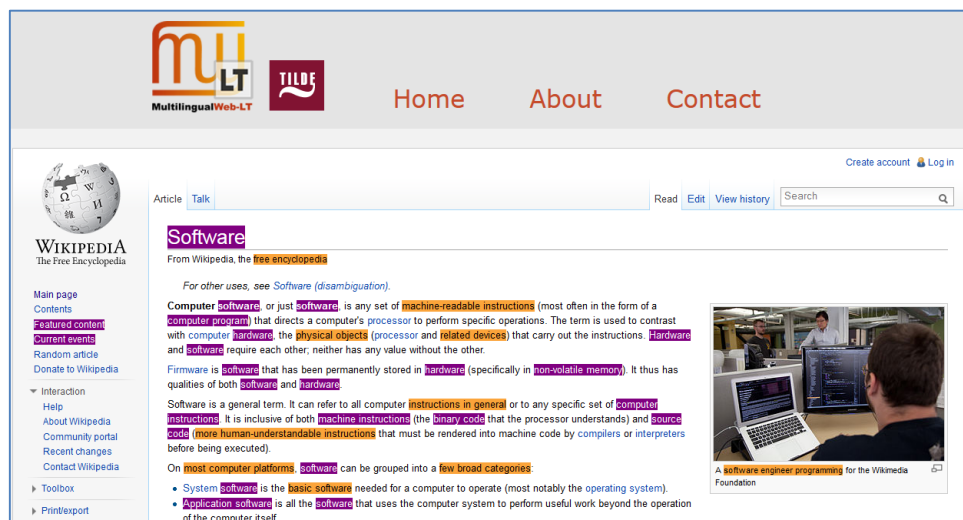 MultilingualWeb-LT
LT
TILDE
Home About Contact
Create account Log in
Article Talk Read Edit View history Search
WIKIPEDIA
The Free Encyclopedia
Main page
Contents
Featured content
Current events
Random article
Donate to Wikipedia
Interaction
Help
About Wikipedia
Community portal
Recent changes
Contact Wikipedia
Toolbox
Print/export
Software
From Wikipedia, the free encyclopedia
For other uses, see Software (disambiguation).
Computer software, or just software, is any set of machine-readable instructions (most often in the form of a
computer program) that directs a computer's processor to perform specific operations. The term is used to contrast
with computer hardware, the physical objects (processor and related devices) that carry out the instructions. Hardware
and software require each other; neither has any value without the other.
Firmware is software that has been permanently stored in hardware (specifically in non-volatile memory). It thus has
qualities of both software and hardware.
Software is a general term. It can refer to all computer instructions in general or to any specific set of computer
instructions. It is inclusive of both machine instructions (the binary code that the processor understands) and source
code (more human-understandable instructions that must be rendered into machine code by compilers or interpreters
before being executed).
On most computer platforms, software can be grouped into a few broad categories:
• System software is the basic software needed for a computer to operate (most notably the operating system).
• Application software is all the software that uses the computer system to perform useful work beyond the operation
of the computer itself.
A software engineer programming for the Wikimedia
Foundation